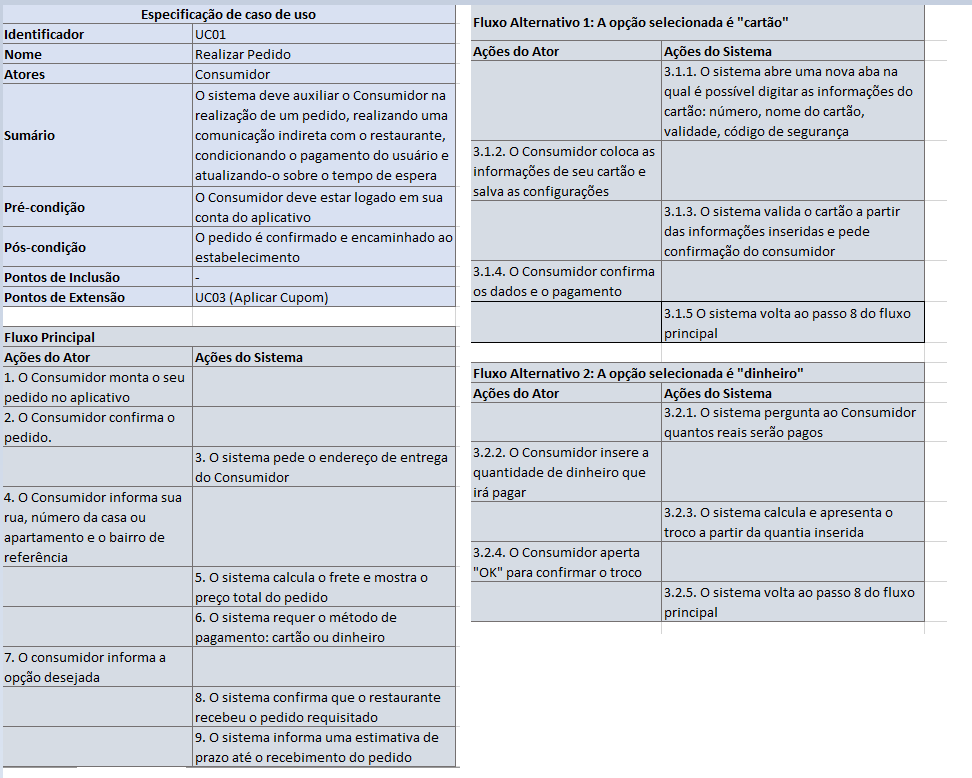 Especificação de caso de uso
Identificador UC01
Nome Realizar Pedido
Atores Consumidor
Sumário
O sistema deve auxiliar o Consumidor na
realização de um pedido, realizando uma
comunicação indireta com o restaurante,
condicionando o pagamento do usuário e
atualizando-o sobre o tempo de espera
Pré-condição
O Consumidor deve estar logado em sua
conta do aplicativo
Pós-condição
O pedido é confirmado e encaminhado ao
estabelecimento
Pontos de Inclusão -
Pontos de Extensão UC03 (Aplicar Cupom)
Fluxo Principal
Ações do Ator Ações do Sistema
1. O Consumidor monta o seu
pedido no aplicativo
2. O Consumidor confirma o
pedido.
3. O sistema pede o endereço de entrega
do Consumidor
4. O Consumidor informa sua
rua, número da casa ou
apartamento e o bairro de
referência
5. O sistema calcula o frete e mostra o
preço total do pedido
6. O sistema requer o método de
pagamento: cartão ou dinheiro
7. O consumidor informa a
opção desejada
8. O sistema confirma que o restaurante
recebeu o pedido requisitado
9. O sistema informa uma estimativa de
prazo até o recebimento do pedido
Fluxo Alternativo 1: A opção selecionada é "cartão"
Ações do Ator Ações do Sistema
3.1.1. O sistema abre uma nova aba na
qual é possível digitar as informações do
cartão: número, nome do cartão,
validade, código de segurança
3.1.2. O Consumidor coloca as
informações de seu cartão e
salva as configurações
3.1.3. O sistema valida o cartão a partir
das informações inseridas e pede
confirmação do consumidor
3.1.4. O Consumidor confirma
os dados e o pagamento
3.1.5 O sistema volta ao passo 8 do fluxo
principal
Fluxo Alternativo 2: A opção selecionada é "dinheiro"
Ações do Ator Ações do Sistema
3.2.1. O sistema pergunta ao Consumidor
quantos reais serão pagos
3.2.2. O Consumidor insere a
quantidade de dinheiro que
irá pagar
3.2.3. O sistema calcula e apresenta o
troco a partir da quantia inserida
3.2.4. O Consumidor aperta
"OK" para confirmar o troco
3.2.5. O sistema volta ao passo 8 do fluxo
principal